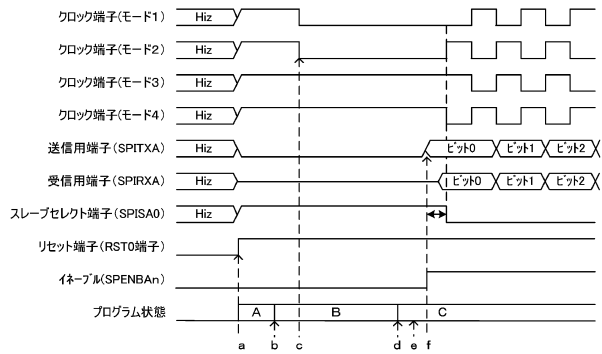 クロック端子(モード1) Hiz
クロック端子(モード2) Hiz
クロック端子(モード3) Hiz
クロック端子(モード4) Hiz
送信用端子(SPITXA) Hiz ビット0 ビット1 ビット2
受信用端子(SPIRXA) Hiz ビット0 ビット1 ビット2
スレーブセレクト端子(SPISA0) Hiz
リセット端子(RST0端子)
イネーブル(SPENBAn)
プログラム状態 A B C
a b c d e f